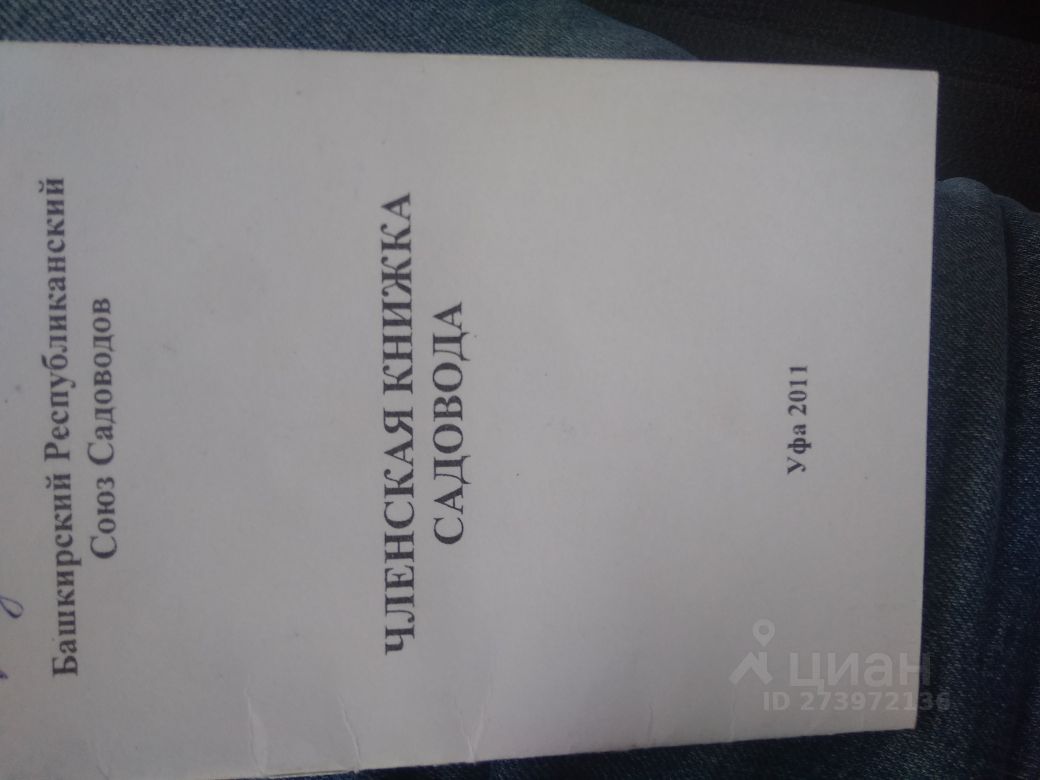 Башкирский Республиканский
Союз Садоводов
ЧЛЕНСКАЯ КНИЖКА
САДОВОДА
Уфа 2011
циан
ID 273972136